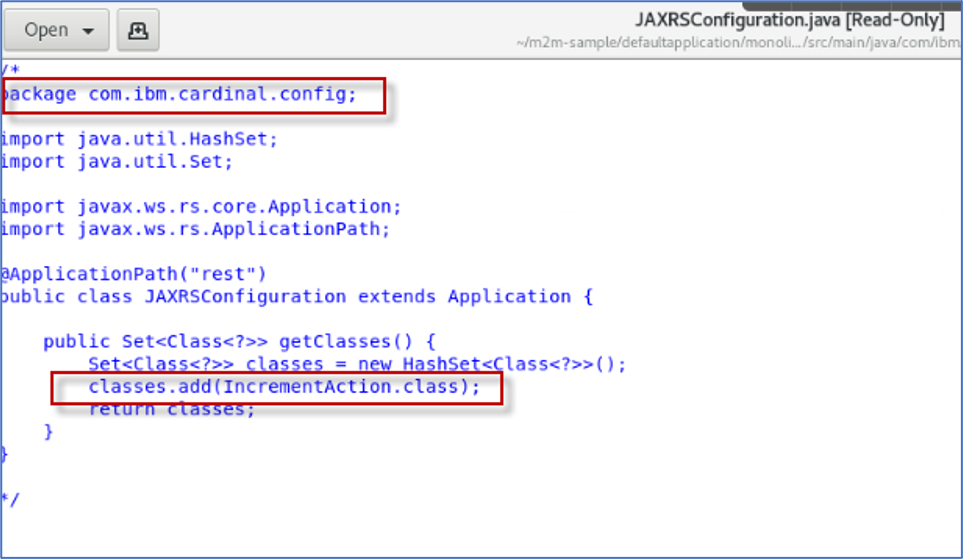 Open
JAXRSConfiguration.java [Read-Only]
~/m2m-sample/defaultapplication/monoli.../src/main/java/com/ibm
/*
package com.ibm.cardinal.config;
import java.util.HashSet;
import java.util.Set;
import javax.ws.rs.core.Application;
import javax.ws.rs.ApplicationPath;
@ApplicationPath("rest")
public class JAXRSConfiguration extends Application {
public Set<Class<?>> getClasses() {
Set<Class<?>> classes = new HashSet<Class<?>>();
classes.add(IncrementAction.class);
return classes;
}
}
*/